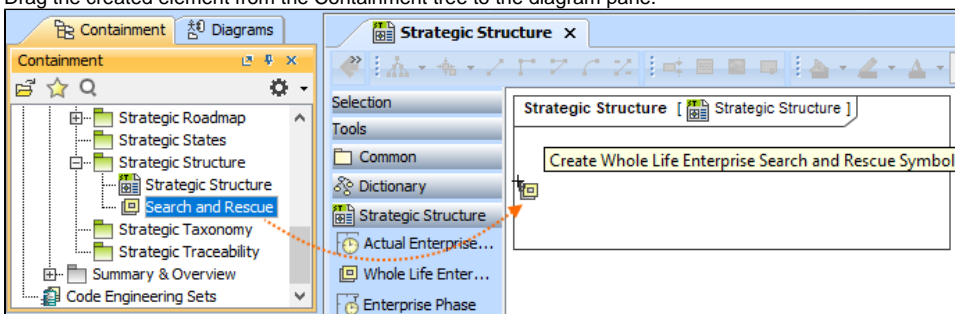 Drag the created element from the Containment tree to the diagram pane.
Containment
Diagrams
Containment
Strategic Roadmap
Strategic States
Strategic Structure
Strategic Structure
Search and Rescue
Strategic Taxonomy
Strategic Traceability
Summary & Overview
Code Engineering Sets
Strategic Structure
Selection
Tools
Common
Dictionary
Strategic Structure
Actual Enterprise...
Whole Life Enter...
Enterprise Phase
Strategic Structure [ Strategic Structure ]
Create Whole Life Enterprise Search and Rescue Symbol